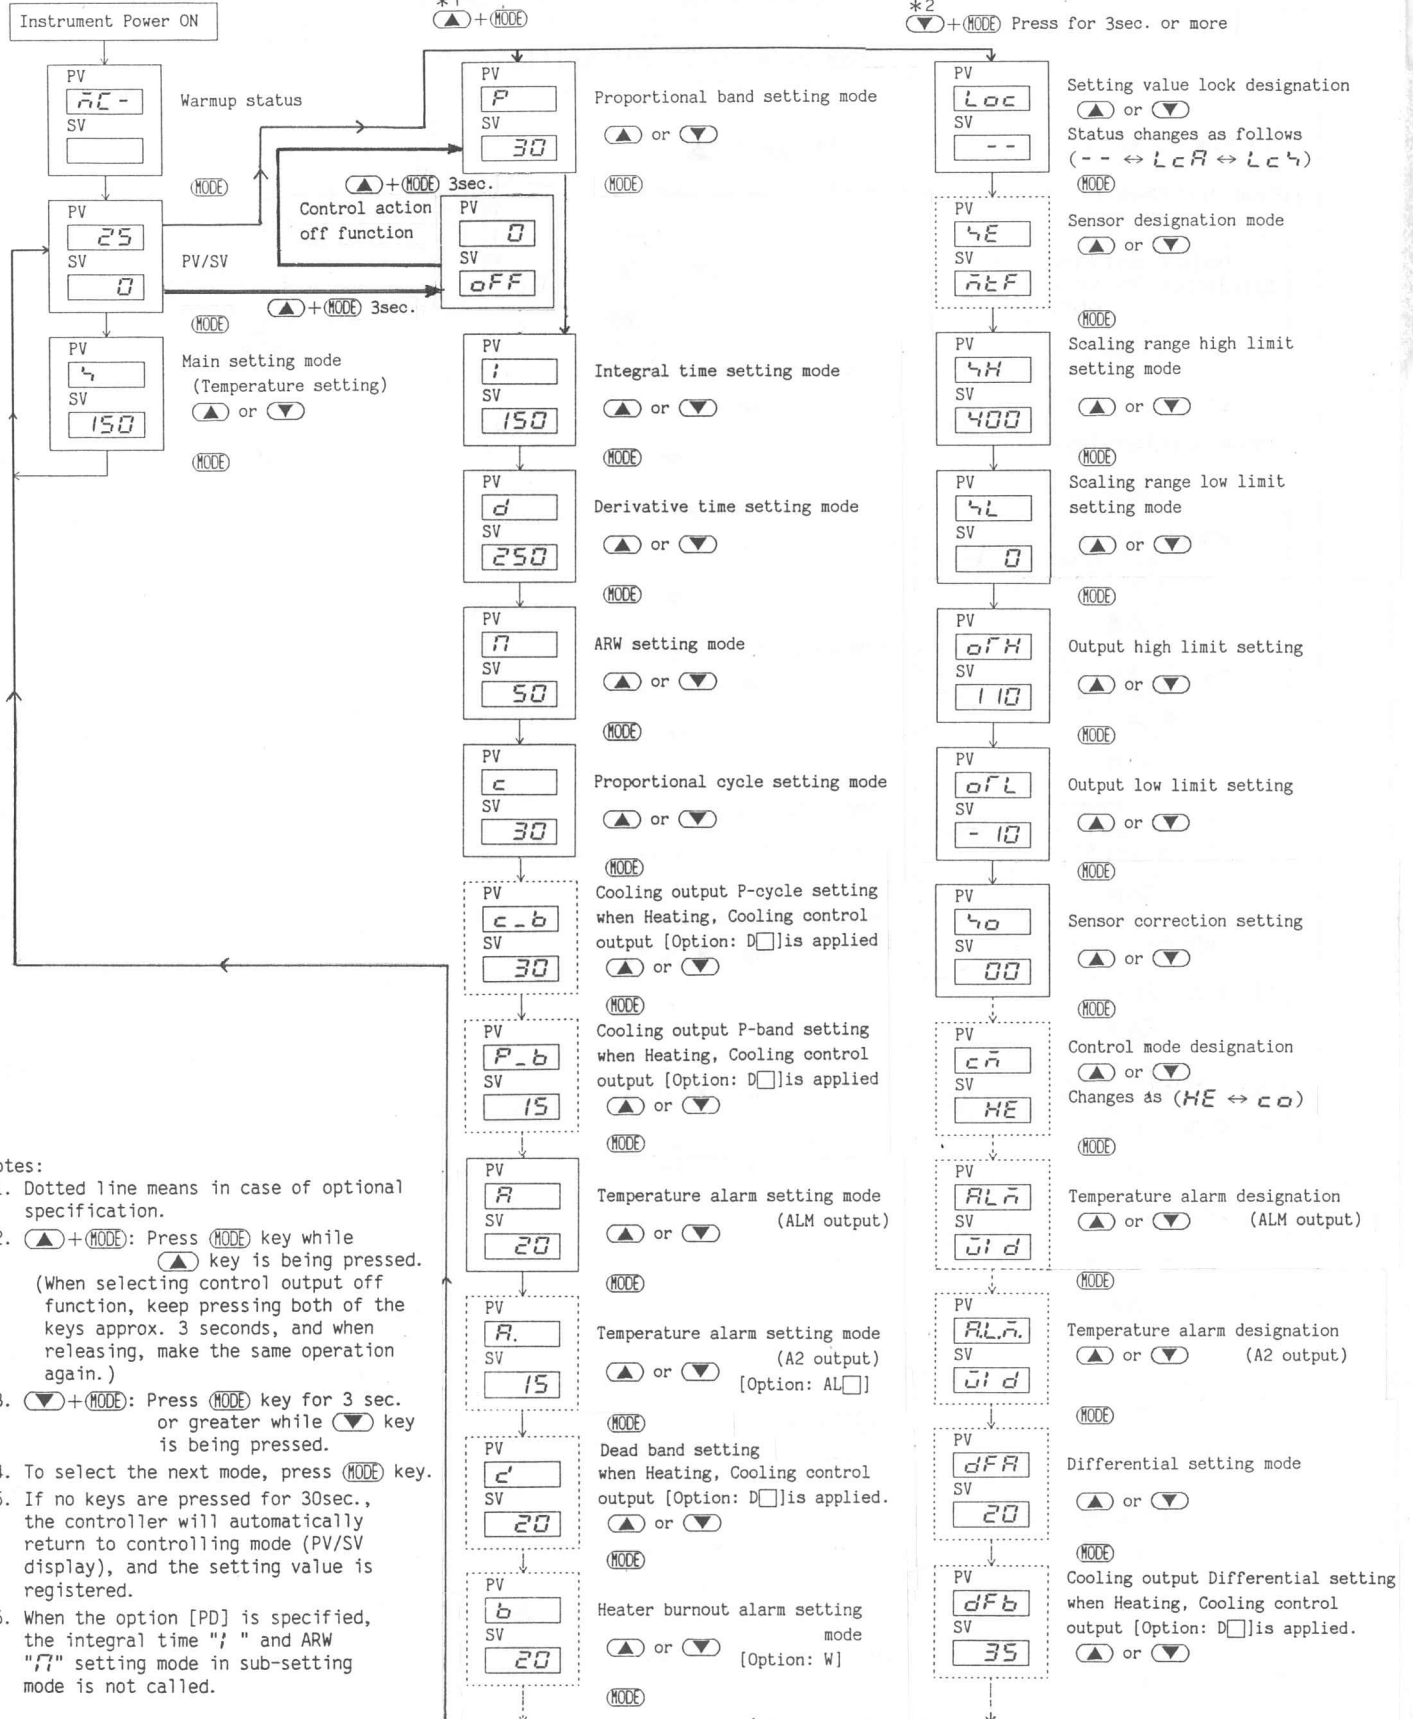 Instrument Power ON
*1
(▲)+(MODE)
*2
(▼)+(MODE) Press for 3sec. or more
PV
SV
Warmup status
(MODE)
PV
25
SV
0
PV/SV
(▲)+(MODE) 3sec.
(MODE)
PV
SV
150
Main setting mode
(Temperature setting)
(▲) or (▼)
(MODE)
(▲)+(MODE) 3sec.
Control action
off function
PV
0
SV
oFF
PV
P
SV
30
Proportional band setting mode
(▲) or (▼)
(MODE)
PV
I
SV
150
Integral time setting mode
(▲) or (▼)
(MODE)
PV
d
SV
250
Derivative time setting mode
(▲) or (▼)
(MODE)
PV
SV
50
ARW setting mode
(▲) or (▼)
(MODE)
PV
c
SV
30
Proportional cycle setting mode
(▲) or (▼)
(MODE)
PV
c_b
SV
30
Cooling output P-cycle setting
when Heating, Cooling control
output [Option: D□]is applied
(▲) or (▼)
(MODE)
PV
P_b
SV
15
Cooling output P-band setting
when Heating, Cooling control
output [Option: D□]is applied
(▲) or (▼)
(MODE)
PV
A
SV
20
Temperature alarm setting mode
(ALM output)
(▲) or (▼)
(MODE)
PV
A.
SV
15
Temperature alarm setting mode
(A2 output)
(▲) or (▼)
[Option: AL□]
(MODE)
PV
SV
20
Dead band setting
when Heating, Cooling control
output [Option: D□]is applied.
(▲) or (▼)
(MODE)
PV
b
SV
20
Heater burnout alarm setting
mode
(▲) or (▼)
[Option: W]
(MODE)
PV
Loc
SV
--
Setting value lock designation
(▲) or (▼)
Status changes as follows
(MODE)
PV
SV
Sensor designation mode
(▲) or (▼)
(MODE)
PV
SV
400
Scaling range high limit
setting mode
(▲) or (▼)
(MODE)
PV
SV
0
Scaling range low limit
setting mode
(▲) or (▼)
(MODE)
PV
SV
110
Output high limit setting
(▲) or (▼)
(MODE)
PV
SV
-10
Output low limit setting
(▲) or (▼)
(MODE)
PV
SV
00
Sensor correction setting
(▲) or (▼)
(MODE)
PV
SV
HE
Control mode designation
(▲) or (▼)
Changes as (HE ↔ co)
(MODE)
PV
SV
Temperature alarm designation
(▲) or (▼) (ALM output)
(MODE)
PV
SV
Temperature alarm designation
(▲) or (▼) (A2 output)
(MODE)
PV
dFA
SV
20
Differential setting mode
(▲) or (▼)
(MODE)
PV
dFb
SV
35
Cooling output Differential setting
when Heating, Cooling control
output [Option: D□]is applied.
(▲) or (▼)
otes:
. Dotted line means in case of optional
specification.
2. (▲)+(MODE): Press (MODE) key while
(▲) key is being pressed.
(When selecting control output off
function, keep pressing both of the
keys approx. 3 seconds, and when
releasing, make the same operation
again.)
3. (▼)+(MODE): Press (MODE) key for 3 sec.
or greater while (▼) key
is being pressed.
4. To select the next mode, press (MODE) key.
5. If no keys are pressed for 30sec.,
the controller will automatically
return to controlling mode (PV/SV
display), and the setting value is
registered.
6. When the option [PD] is specified,
the integral time "I " and ARW
setting mode in sub-setting
mode is not called.